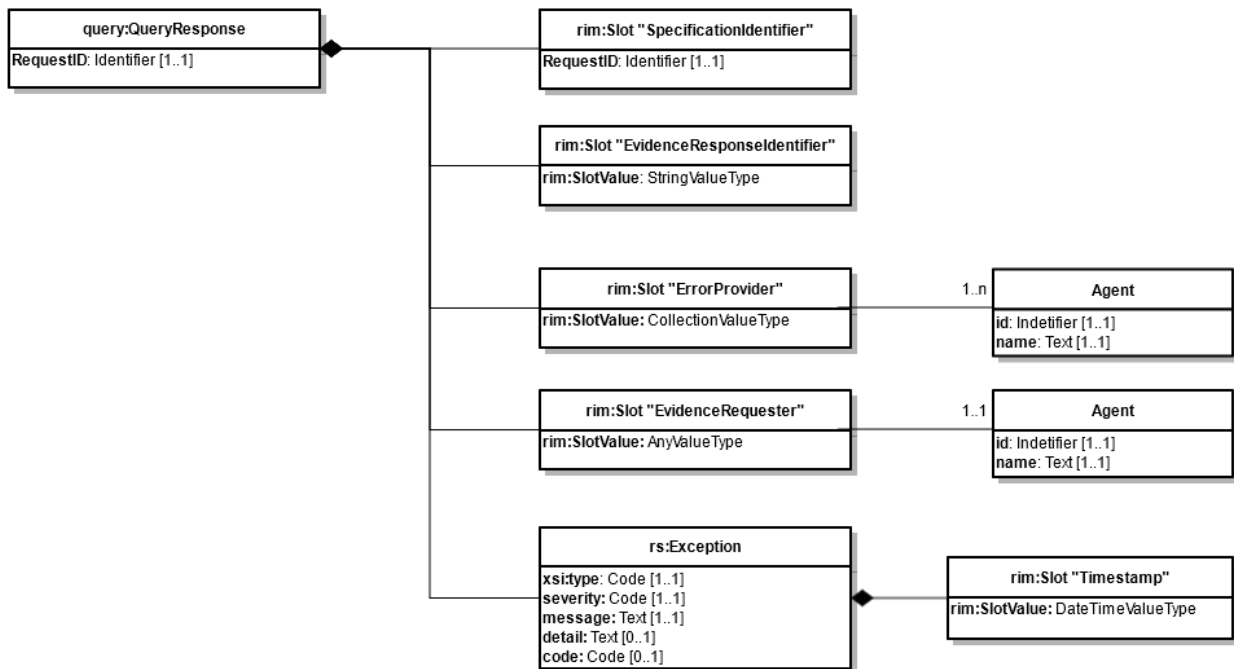 query:QueryResponse
RequestID: Identifier [1..1]
rim:Slot "SpecificationIdentifier"
RequestID: Identifier [1..1]
rim:Slot "EvidenceResponseIdentifier"
rim:SlotValue: StringValueType
rim:Slot "ErrorProvider"
rim:SlotValue: CollectionValueType
1..n
Agent
id: Indetifier [1..1]
name: Text [1..1]
rim:Slot "EvidenceRequester"
rim:SlotValue: AnyValueType
1..1
Agent
id: Indetifier [1..1]
name: Text [1..1]
rs:Exception
xsi:type: Code [1..1]
severity: Code [1..1]
message: Text [1..1]
detail: Text [0..1]
code: Code [0..1]
rim:Slot "Timestamp"
rim:SlotValue: DateTimeValueType